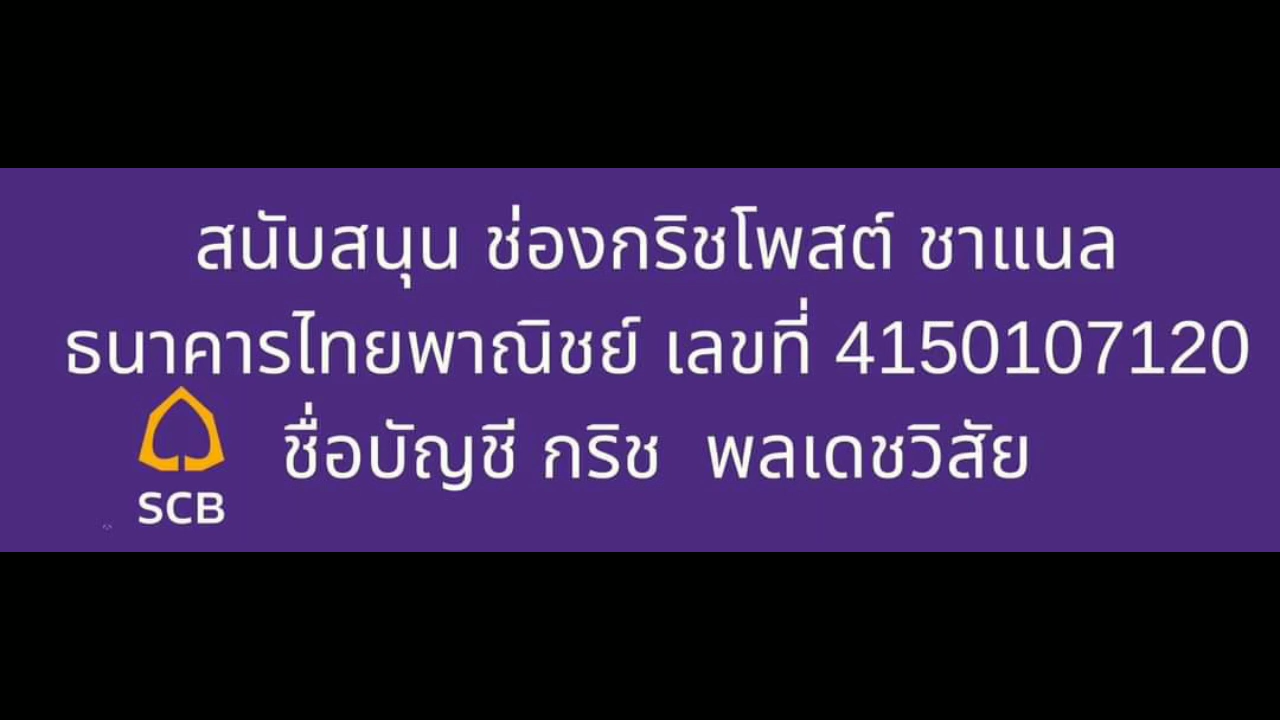 สนับสนุน ช่องกริชโพสต์ ชาแนล
ธนาคารไทยพาณิชย์ เลขที่ 4150107120
ชื่อบัญชี กริช พลเดชวิสัย
SCB